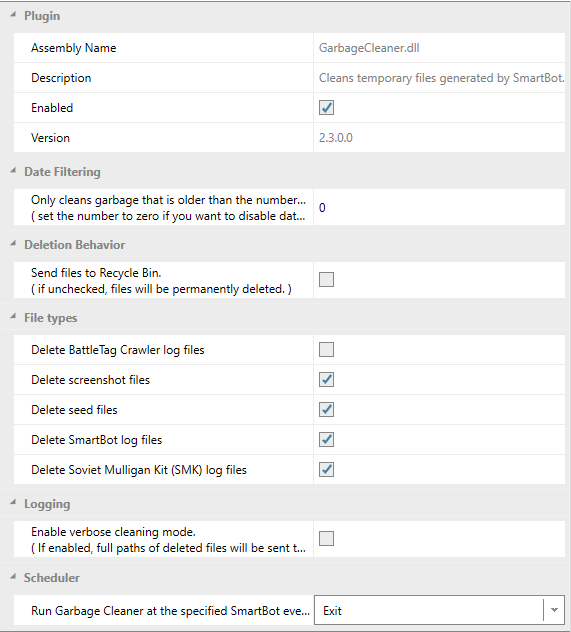 Plugin
Assembly Name
GarbageCleaner.dll
Description
Cleans temporary files generated by SmartBot.
Enabled
Version
2.3.0.0
Date Filtering
Only cleans garbage that is older than the number...
( set the number to zero if you want to disable dat...
0
Deletion Behavior
Send files to Recycle Bin.
( if unchecked, files will be permanently deleted. )
File types
Delete BattleTag Crawler log files
Delete screenshot files
Delete seed files
Delete SmartBot log files
Delete Soviet Mulligan Kit (SMK) log files
Logging
Enable verbose cleaning mode.
( If enabled, full paths of deleted files will be sent t...
Scheduler
Run Garbage Cleaner at the specified SmartBot eve...
Exit